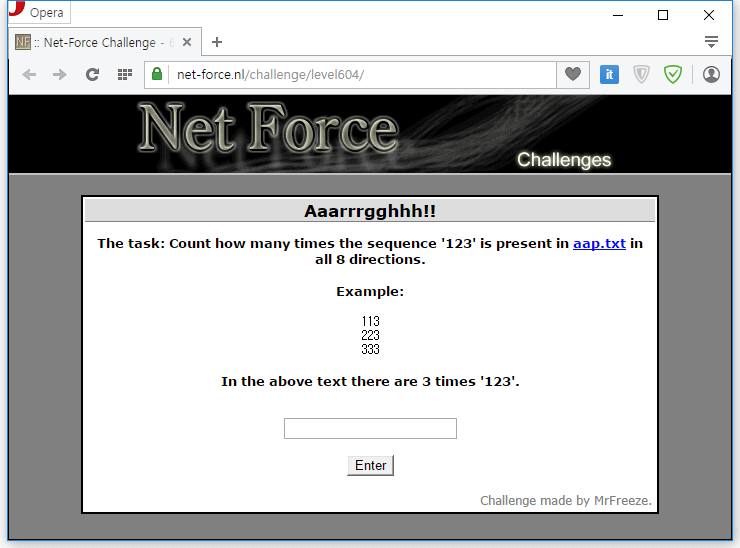 Opera
NF :: Net-Force Challenge - 6
net-force.nl/challenge/level604/
it
Net Force
Challenges
Aaarrrgghhh!!
The task: Count how many times the sequence '123' is present in aap.txt in
all 8 directions.
Example:
113
223
333
In the above text there are 3 times '123'.
Enter
Challenge made by MrFreeze.